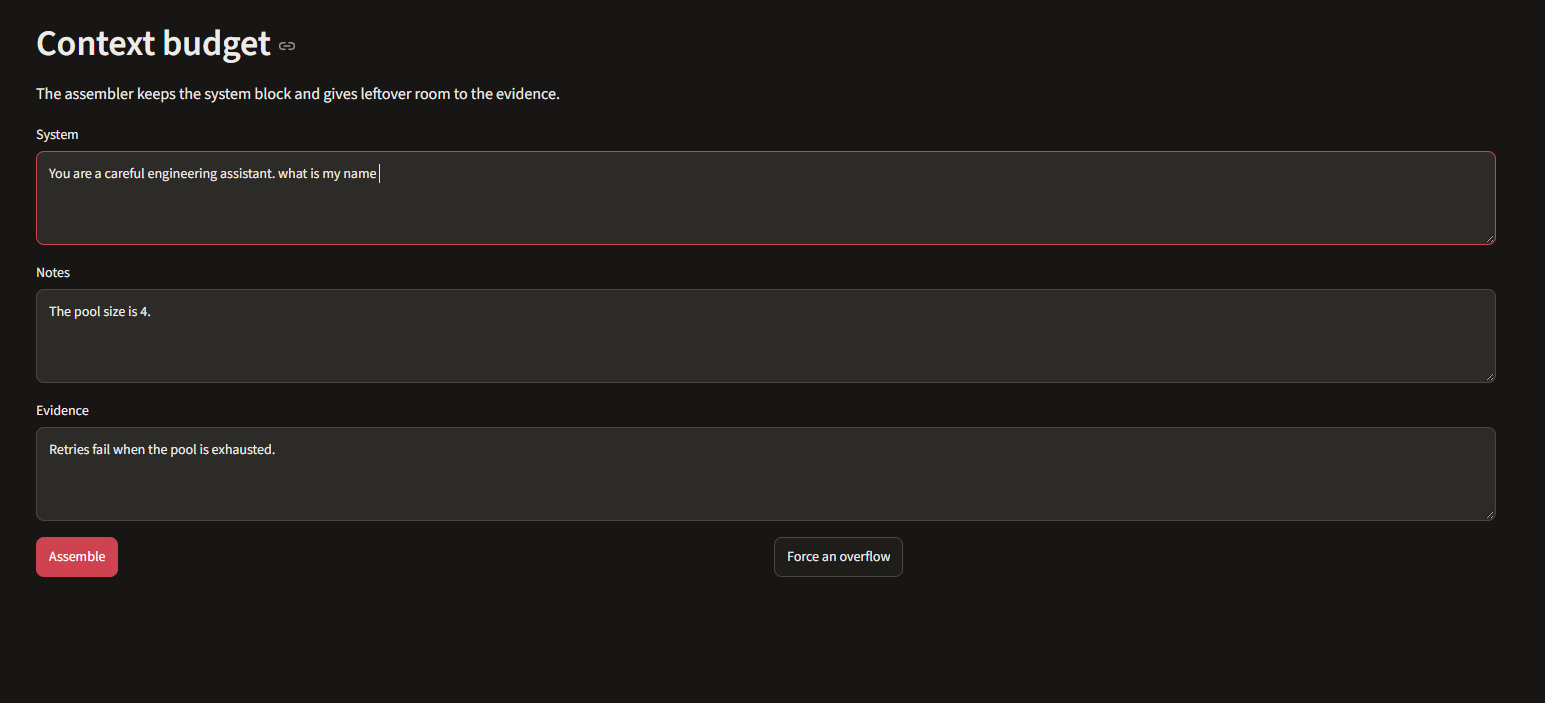 Context budget
The assembler keeps the system block and gives leftover room to the evidence.
System
You are a careful engineering assistant. what is my name
Notes
The pool size is 4.
Evidence
Retries fail when the pool is exhausted.
Assemble
Force an overflow